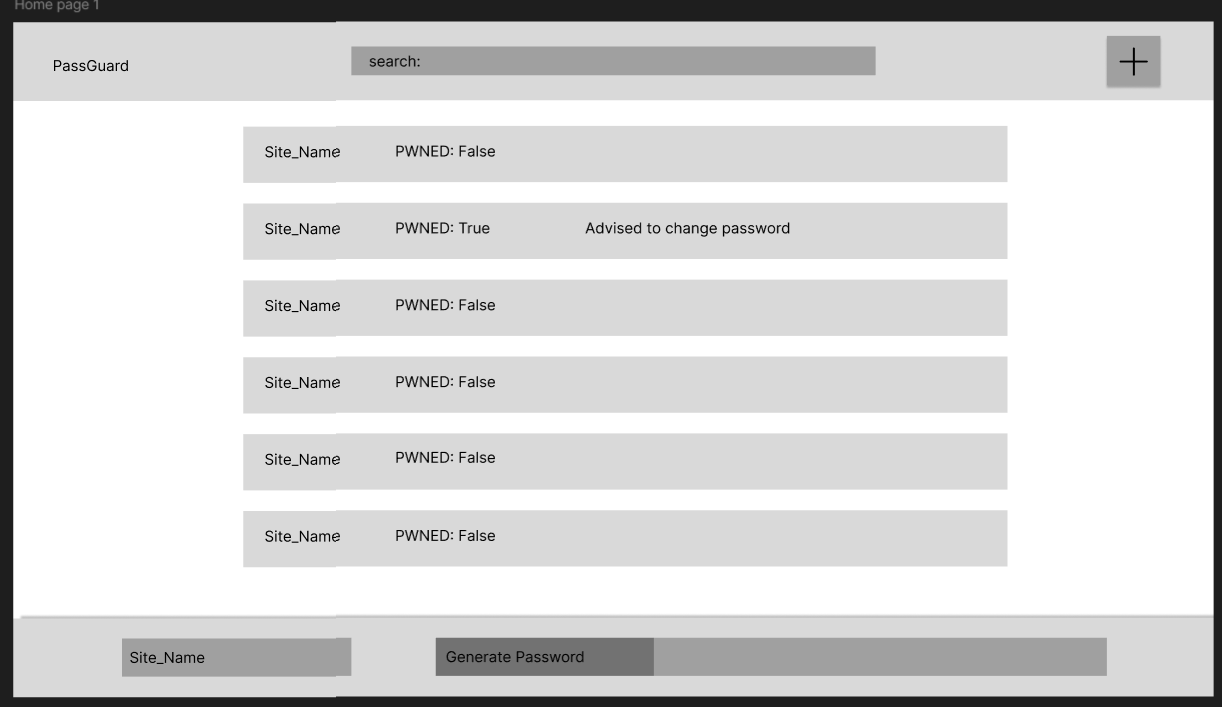 Home page 1
PassGuard
search:
Site_Name PWNED: False
Site_Name PWNED: True Advised to change password
Site_Name PWNED: False
Site_Name PWNED: False
Site_Name PWNED: False
Site_Name PWNED: False
Site_Name Generate Password